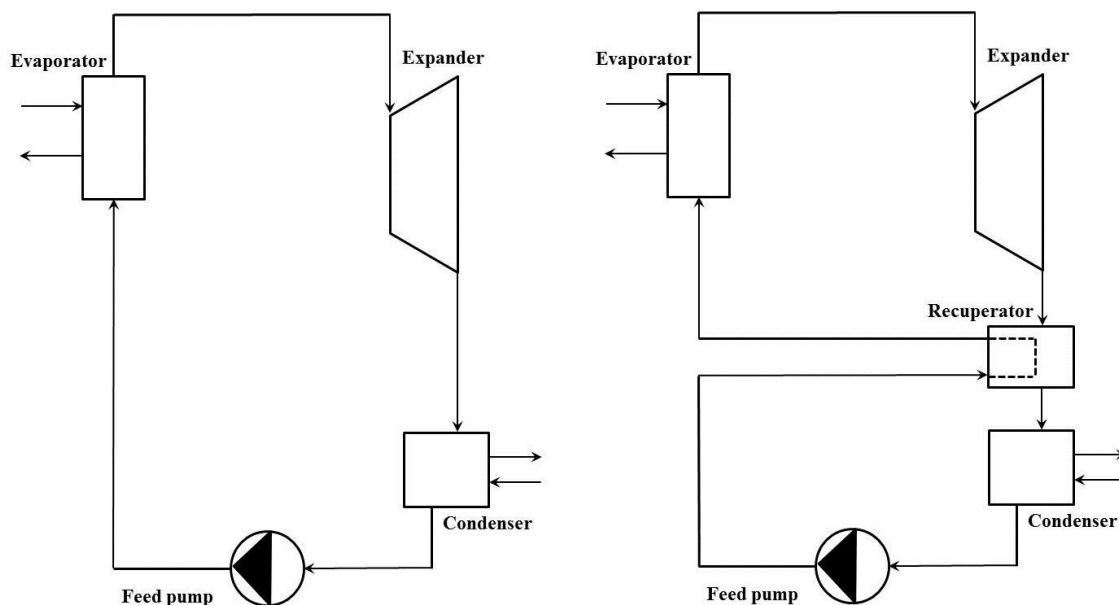 Evaporator
Expander
Condenser
Feed pump
Evaporator
Expander
Recuperator
Condenser
Feed pump